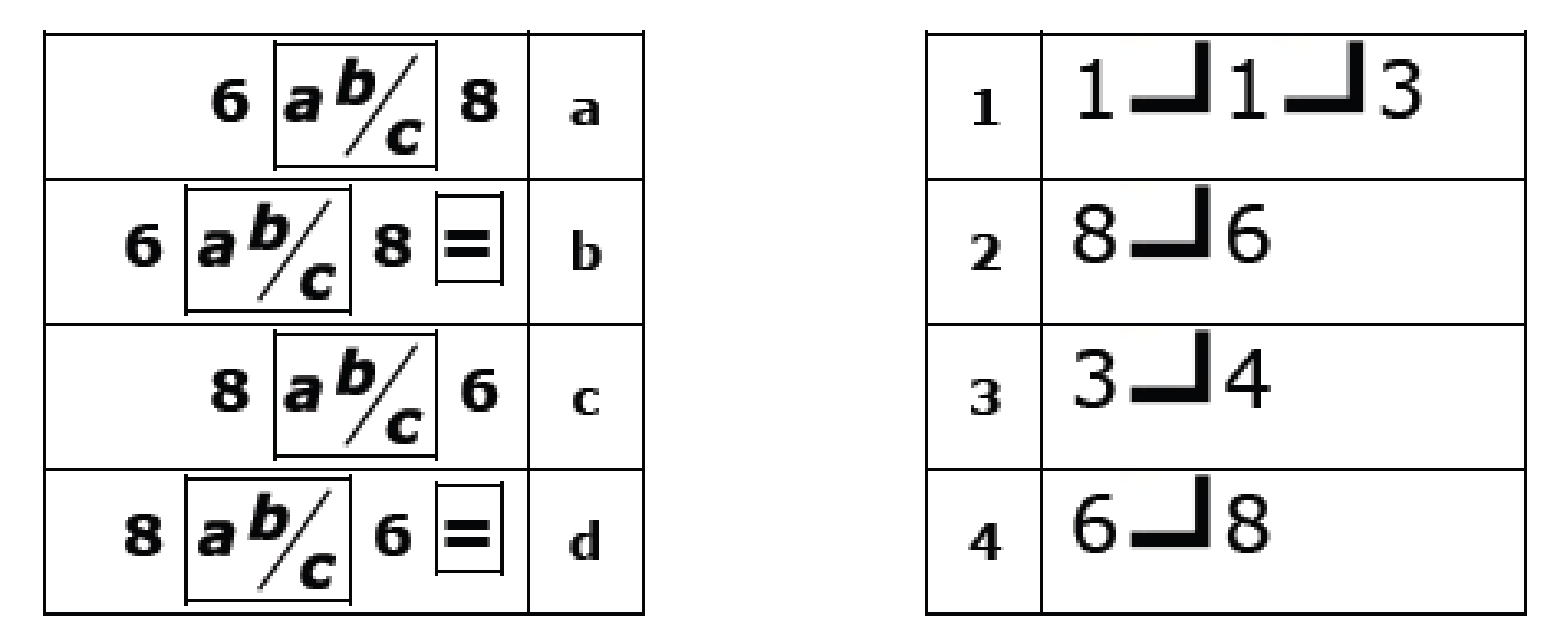 6 a b/c 8 a
6 a b/c 8 = b
8 a b/c 6 c
8 a b/c 6 = d
1 1┘1┘3
2 8┘6
3 3┘4
4 6┘8